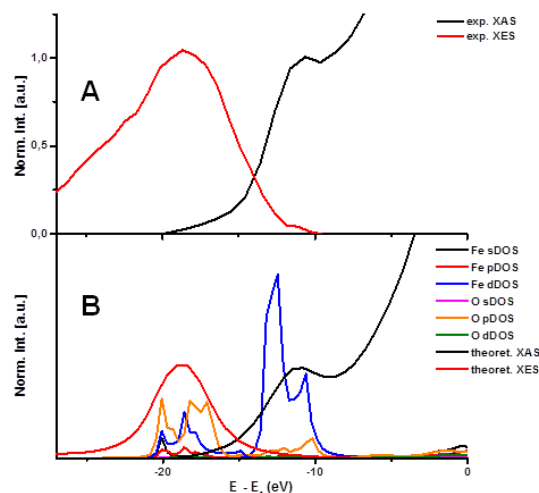 exp. XAS
exp. XES
1,0
A
Norm. Int. [a.u.]
0,5
0,0
Fe sDOS
Fe pDOS
Fe dDOS
O sDOS
O pDOS
O dDOS
theoret. XAS
theoret. XES
B
Norm. Int. [a.u.]
-20
-10
0
E - E (eV)